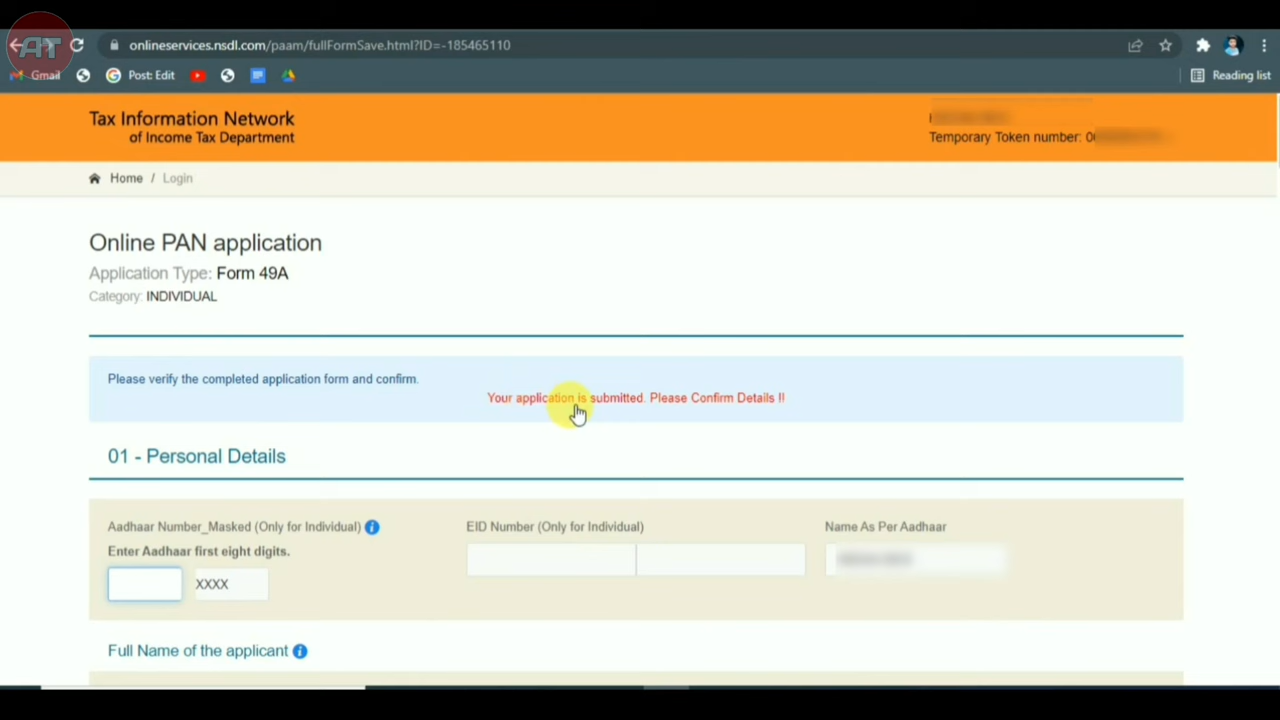 AT
onlineservices.nsdl.com/paam/fullFormSave.html?ID=-185465110
Gmail
Post: Edit
Reading list
Tax Information Network
of Income Tax Department
Temporary Token number: 0
Home / Login
Online PAN application
Application Type: Form 49A
Category: INDIVIDUAL
Please verify the completed application form and confirm.
Your application is submitted. Please Confirm Details !!
01 - Personal Details
Aadhaar Number_Masked (Only for Individual)
EID Number (Only for Individual)
Name As Per Aadhaar
Enter Aadhaar first eight digits.
XXXX
Full Name of the applicant